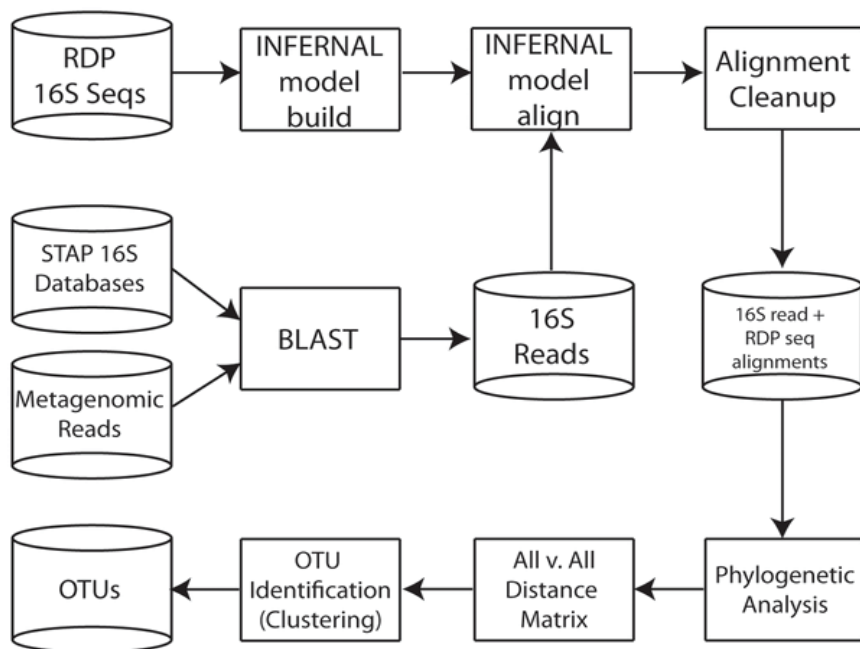 RDP
16S Seqs
INFERNAL
model
build
INFERNAL
model
align
Alignment
Cleanup
STAP 16S
Databases
Metagenomic
Reads
BLAST
16S
Reads
16S read +
RDP seq
alignments
OTUs
OTU
Identification
(Clustering)
All v. All
Distance
Matrix
Phylogenetic
Analysis